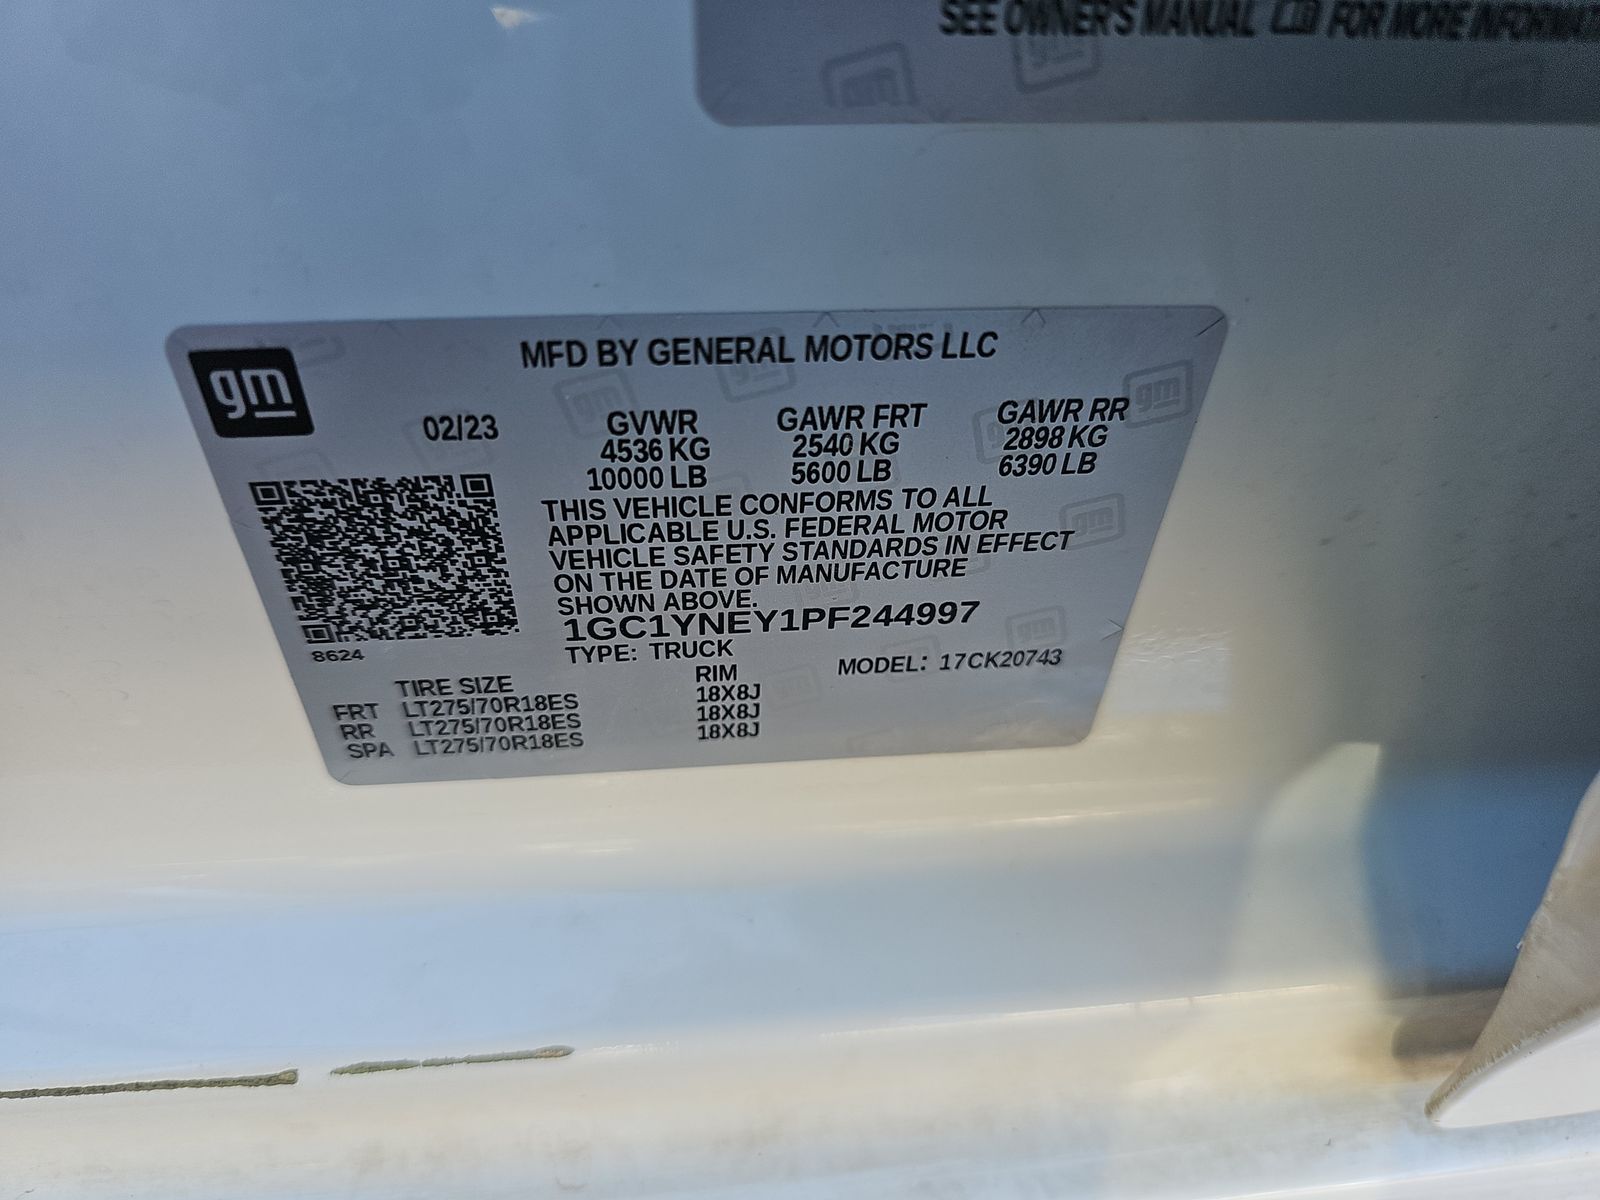 SEE OWNER'S MANUAL FOR MORE
gm
MFD BY GENERAL MOTORS LLC
02/23 GVWR GAWR FRT GAWR RR
4536 KG 2540 KG 2898 KG
10000 LB 5600 LB 6390 LB
THIS VEHICLE CONFORMS TO ALL
APPLICABLE U.S. FEDERAL MOTOR
VEHICLE SAFETY STANDARDS IN EFFECT
ON THE DATE OF MANUFACTURE
SHOWN ABOVE.
1GC1YNEY1PF244997
8624
TYPE: TRUCK MODEL: 17CK20743
TIRE SIZE RIM
FRT LT275/70R18ES 18X8J
RR LT275/70R18ES 18X8J
SPA LT275/70R18ES 18X8J